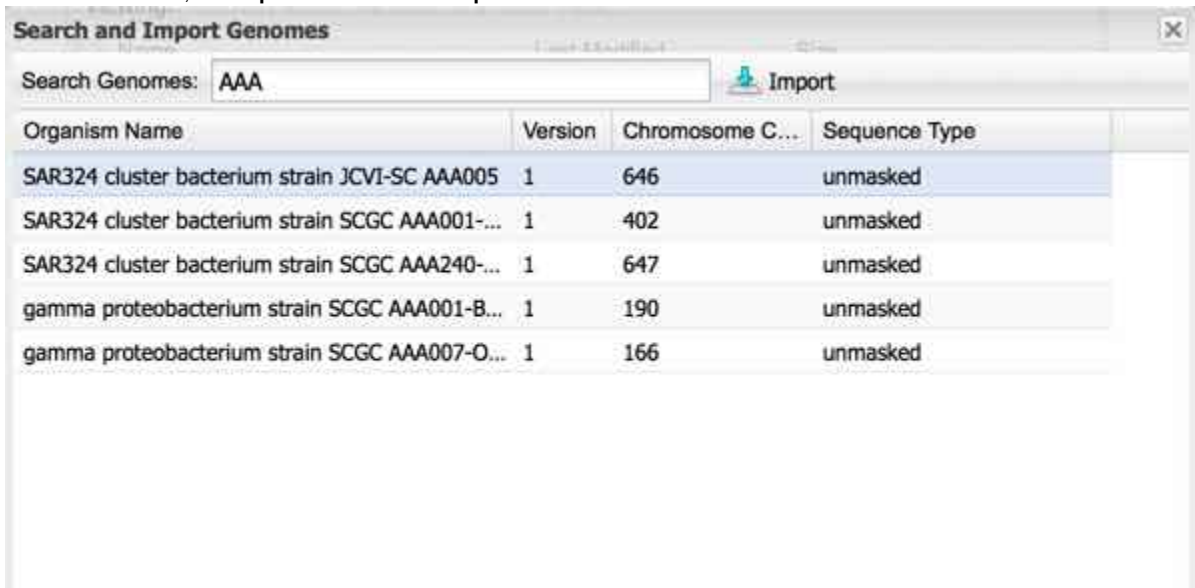 Search and Import Genomes
Search Genomes: AAA Import
Organism Name Version Chromosome C... Sequence Type
SAR324 cluster bacterium strain JCVI-SC AAA005 1 646 unmasked
SAR324 cluster bacterium strain SCGC AAA001-... 1 402 unmasked
SAR324 cluster bacterium strain SCGC AAA240-... 1 647 unmasked
gamma proteobacterium strain SCGC AAA001-B... 1 190 unmasked
gamma proteobacterium strain SCGC AAA007-O... 1 166 unmasked